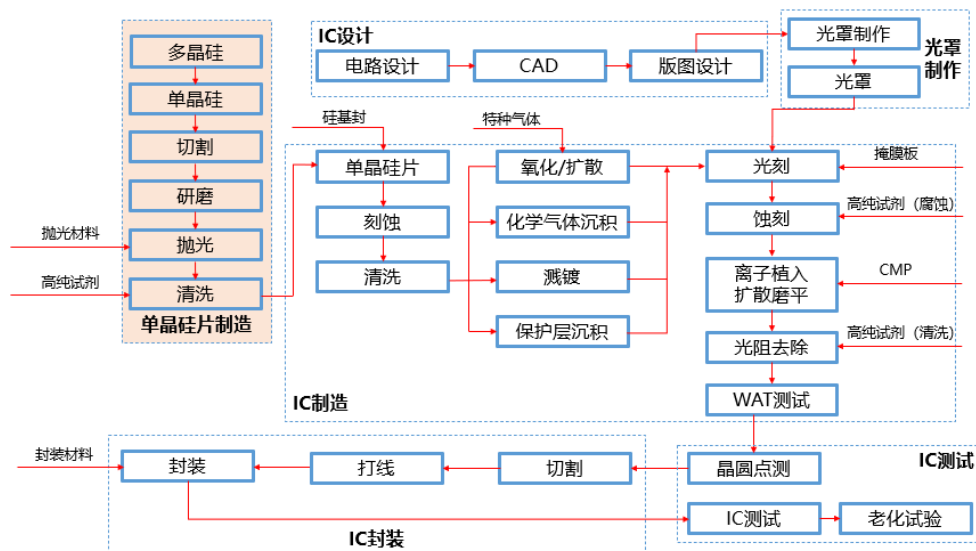 多晶硅
单晶硅
切割
研磨
抛光
清洗
单晶硅片制造
抛光材料
高纯试剂
IC设计
电路设计
CAD
版图设计
光罩制作
光罩
光罩
制作
硅基封
特种气体
单晶硅片
刻蚀
清洗
氧化/扩散
化学气体沉积
溅镀
保护层沉积
光刻
蚀刻
离子植入
扩散磨平
光阻去除
WAT测试
掩膜板
高纯试剂（腐蚀）
CMP
高纯试剂（清洗）
IC制造
封装材料
封装
打线
切割
IC封装
晶圆点测
IC测试
IC测试
老化试验